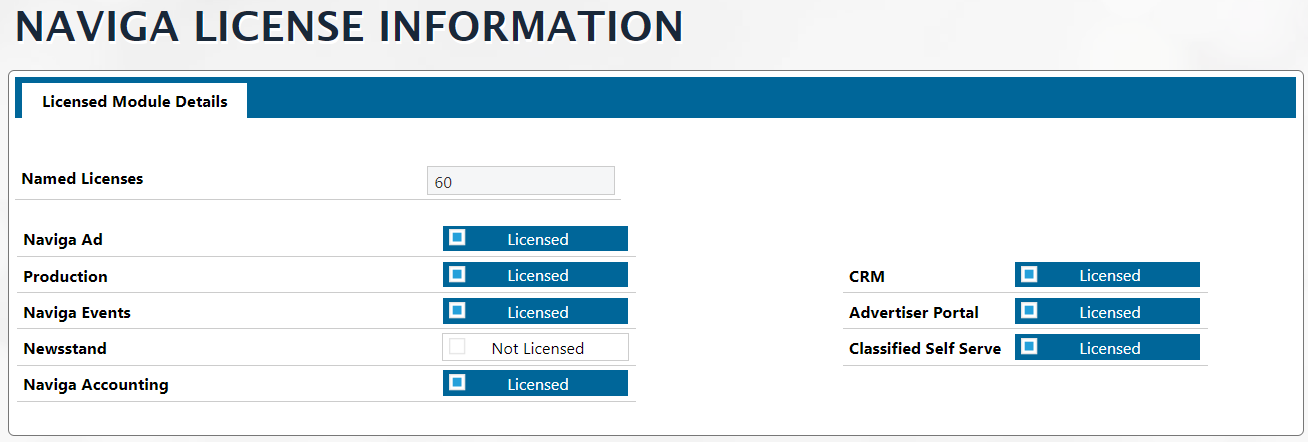 NAVIGA LICENSE INFORMATION
Licensed Module Details
Named Licenses 60
Naviga Ad Licensed
Production Licensed CRM Licensed
Naviga Events Licensed Advertiser Portal Licensed
Newsstand Not Licensed Classified Self Serve Licensed
Naviga Accounting Licensed